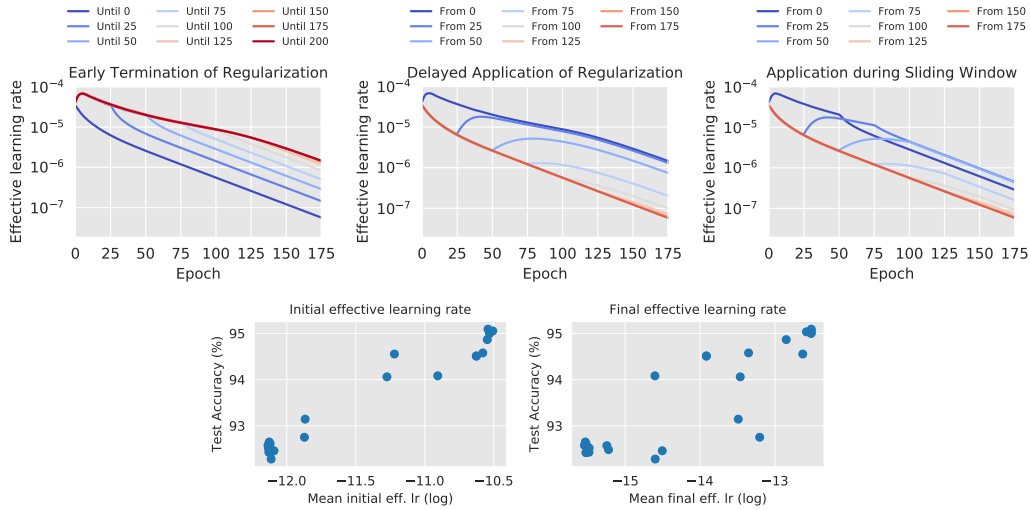 Until 0 Until 75 Until 150
Until 25 Until 100 Until 175
Until 50 Until 125 Until 200
From 0 From 75 From 150
From 25 From 100 From 175
From 50 From 125
From 0 From 75 From 150
From 25 From 100 From 175
From 50 From 125
Early Termination of Regularization
Effective learning rate
10⁻⁴
10⁻⁵
10⁻⁶
10⁻⁷
0 25 50 75 100 125 150 175
Epoch
Delayed Application of Regularization
Effective learning rate
10⁻⁴
10⁻⁵
10⁻⁶
10⁻⁷
0 25 50 75 100 125 150 175
Epoch
Application during Sliding Window
Effective learning rate
10⁻⁴
10⁻⁵
10⁻⁶
10⁻⁷
0 25 50 75 100 125 150 175
Epoch
Initial effective learning rate
Test Accuracy (%)
95
94
93
−12.0 −11.5 −11.0 −10.5
Mean initial eff. lr (log)
Final effective learning rate
Test Accuracy (%)
95
94
93
−15 −14 −13
Mean final eff. lr (log)